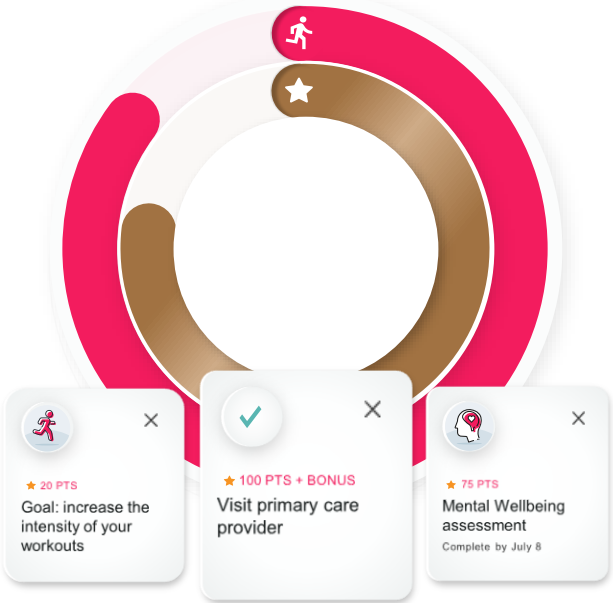 20 PTS
Goal: increase the
intensity of your
workouts
100 PTS + BONUS
Visit primary care
provider
75 PTS
Mental Wellbeing
assessment
Complete by July 8